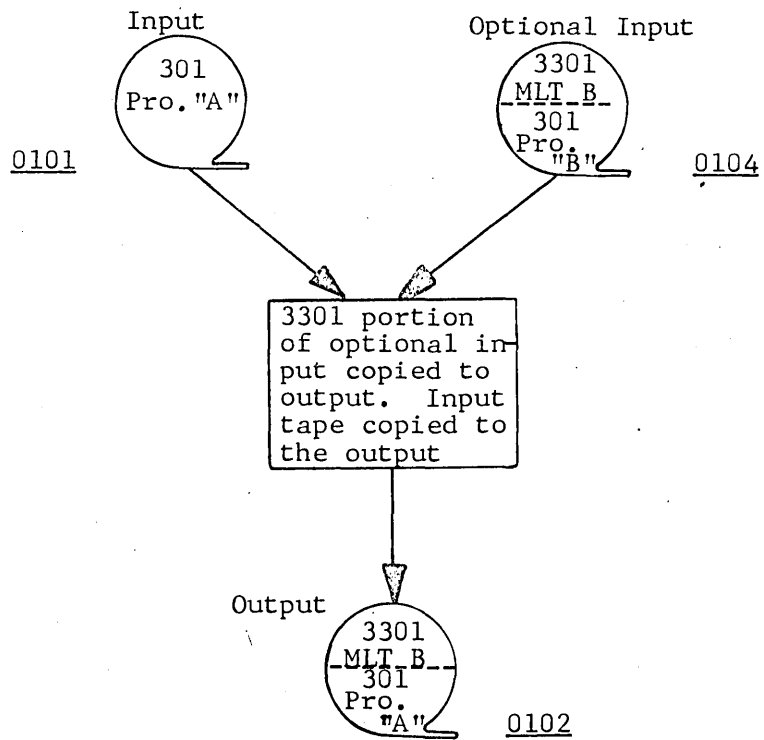 Input
301
Pro. "A"
0101
Optional Input
3301
MLT B
301
Pro.
"B"
0104
3301 portion
of optional in-
put copied to
output. Input
tape copied to
the output
Output
3301
MLT B
301
Pro.
"A"
0102